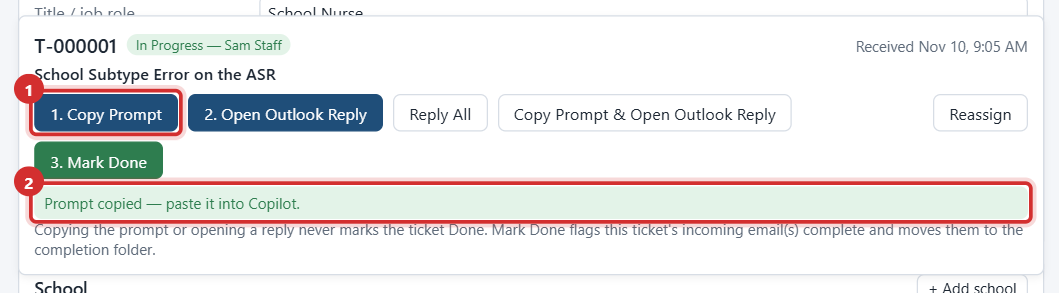 Title / job role School Nurse
T-000001 In Progress — Sam Staff Received Nov 10, 9:05 AM
School Subtype Error on the ASR
1
1. Copy Prompt 2. Open Outlook Reply Reply All Copy Prompt & Open Outlook Reply Reassign
3. Mark Done
2
Prompt copied — paste it into Copilot.
Copying the prompt or opening a reply never marks the ticket Done. Mark Done flags this ticket's incoming email(s) complete and moves them to the
completion folder.
School + Add school